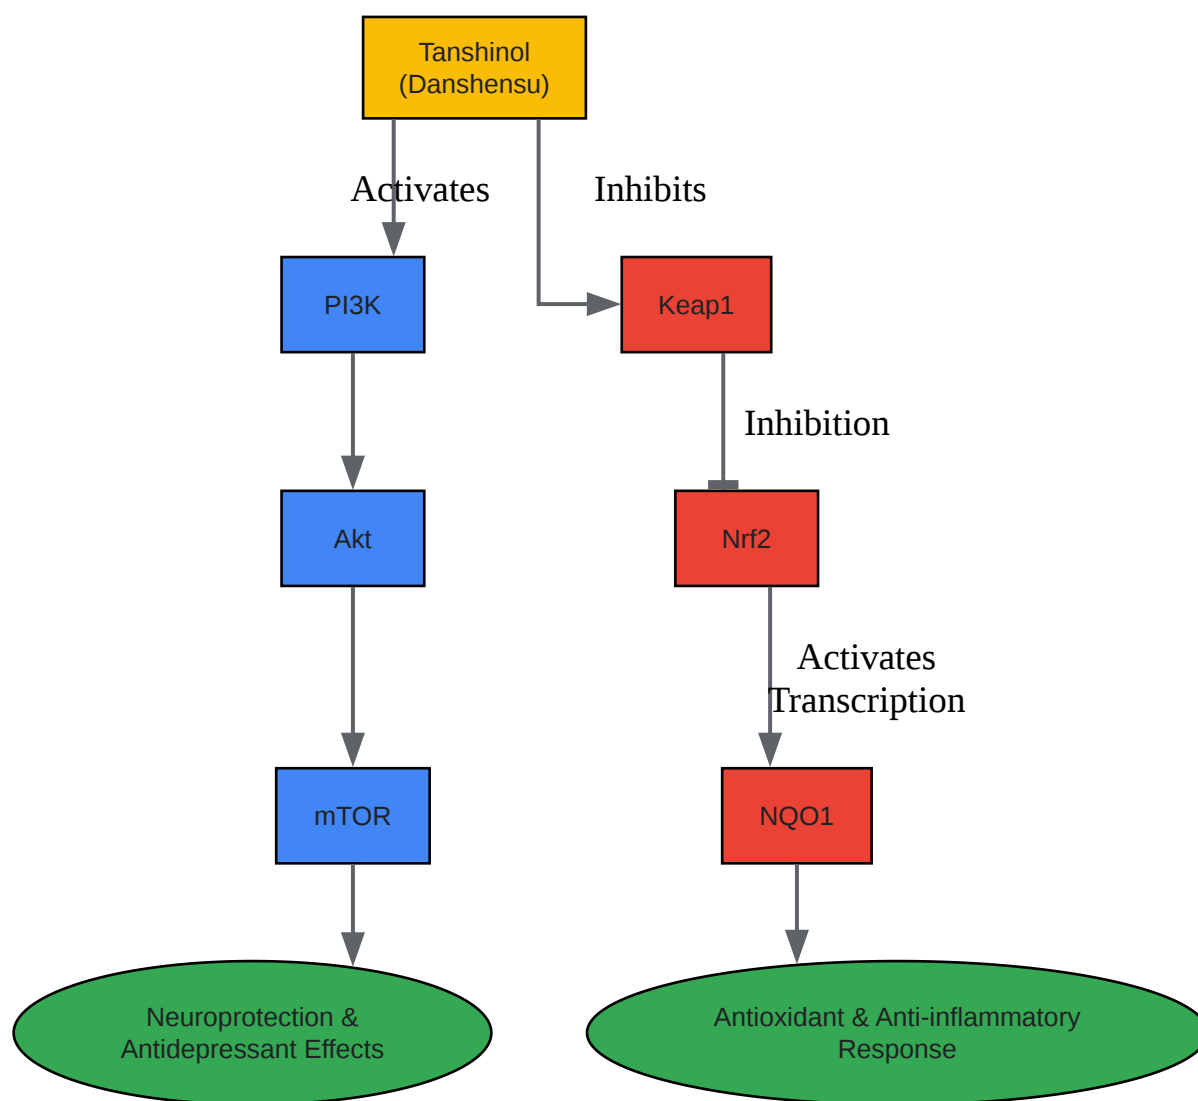 Tanshinol
(Danshensu)
Activates
Inhibits
PI3K
Keap1
Inhibition
Akt
Nrf2
Activates
Transcription
mTOR
NQO1
Neuroprotection &
Antidepressant Effects
Antioxidant & Anti-inflammatory
Response